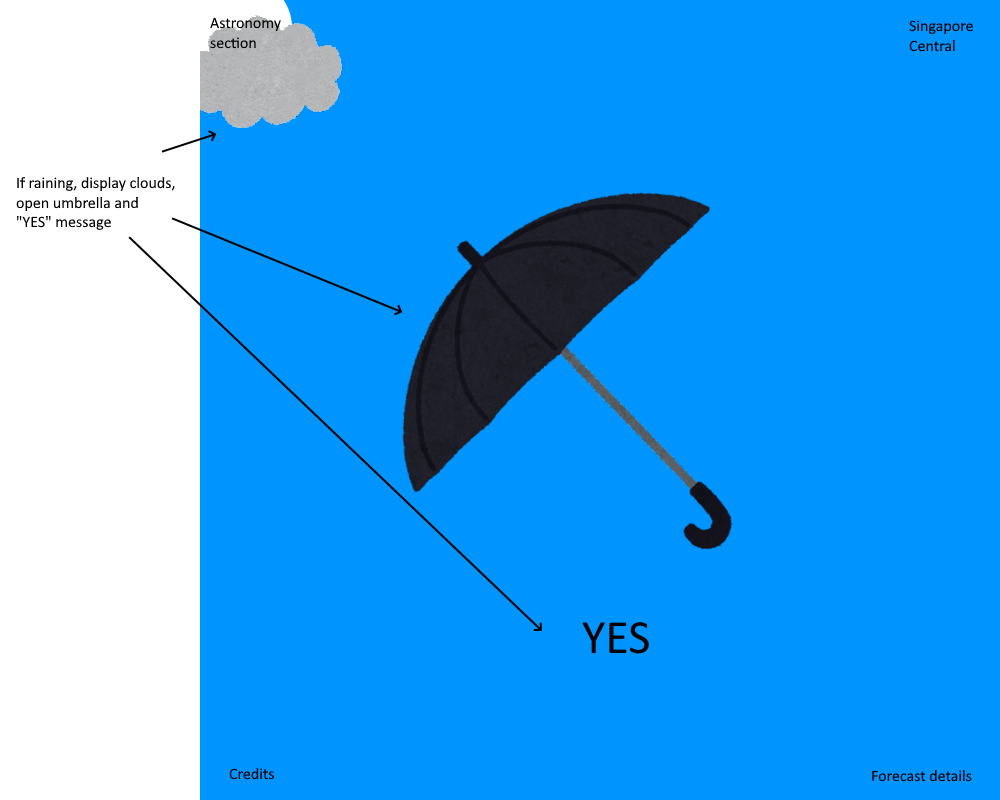 Astronomy
section
Singapore
Central
If raining, display clouds,
open umbrella and
"YES" message
YES
Credits
Forecast details